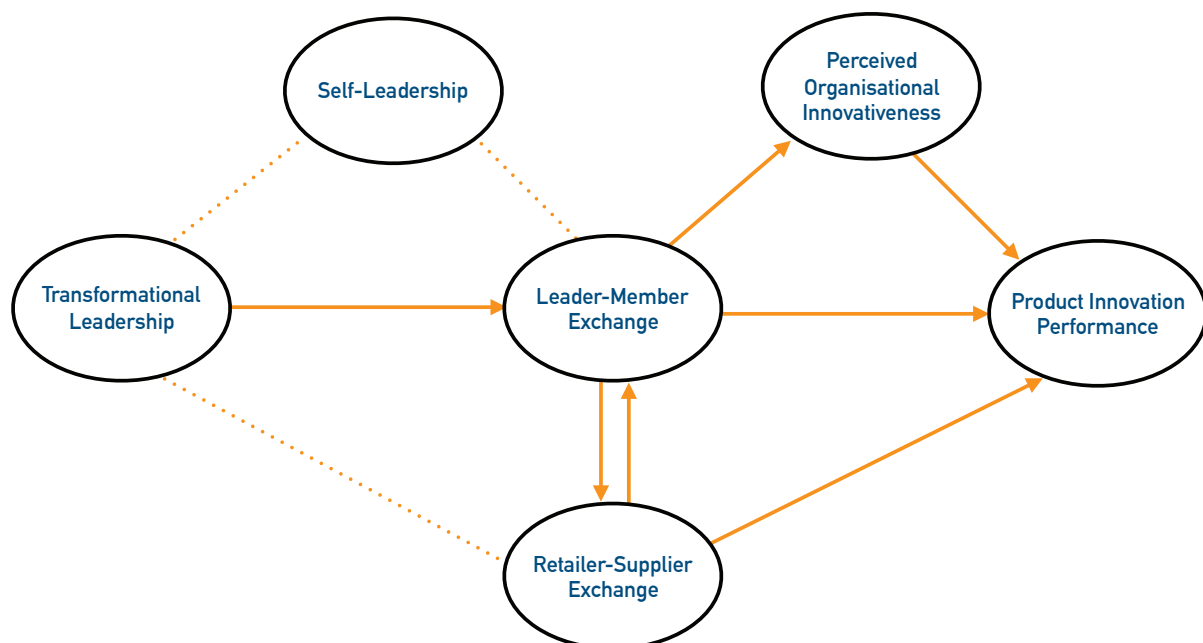 Self-Leadership
Perceived
Organisational
Innovativeness
Transformational
Leadership
Leader-Member
Exchange
Product Innovation
Performance
Retailer-Supplier
Exchange